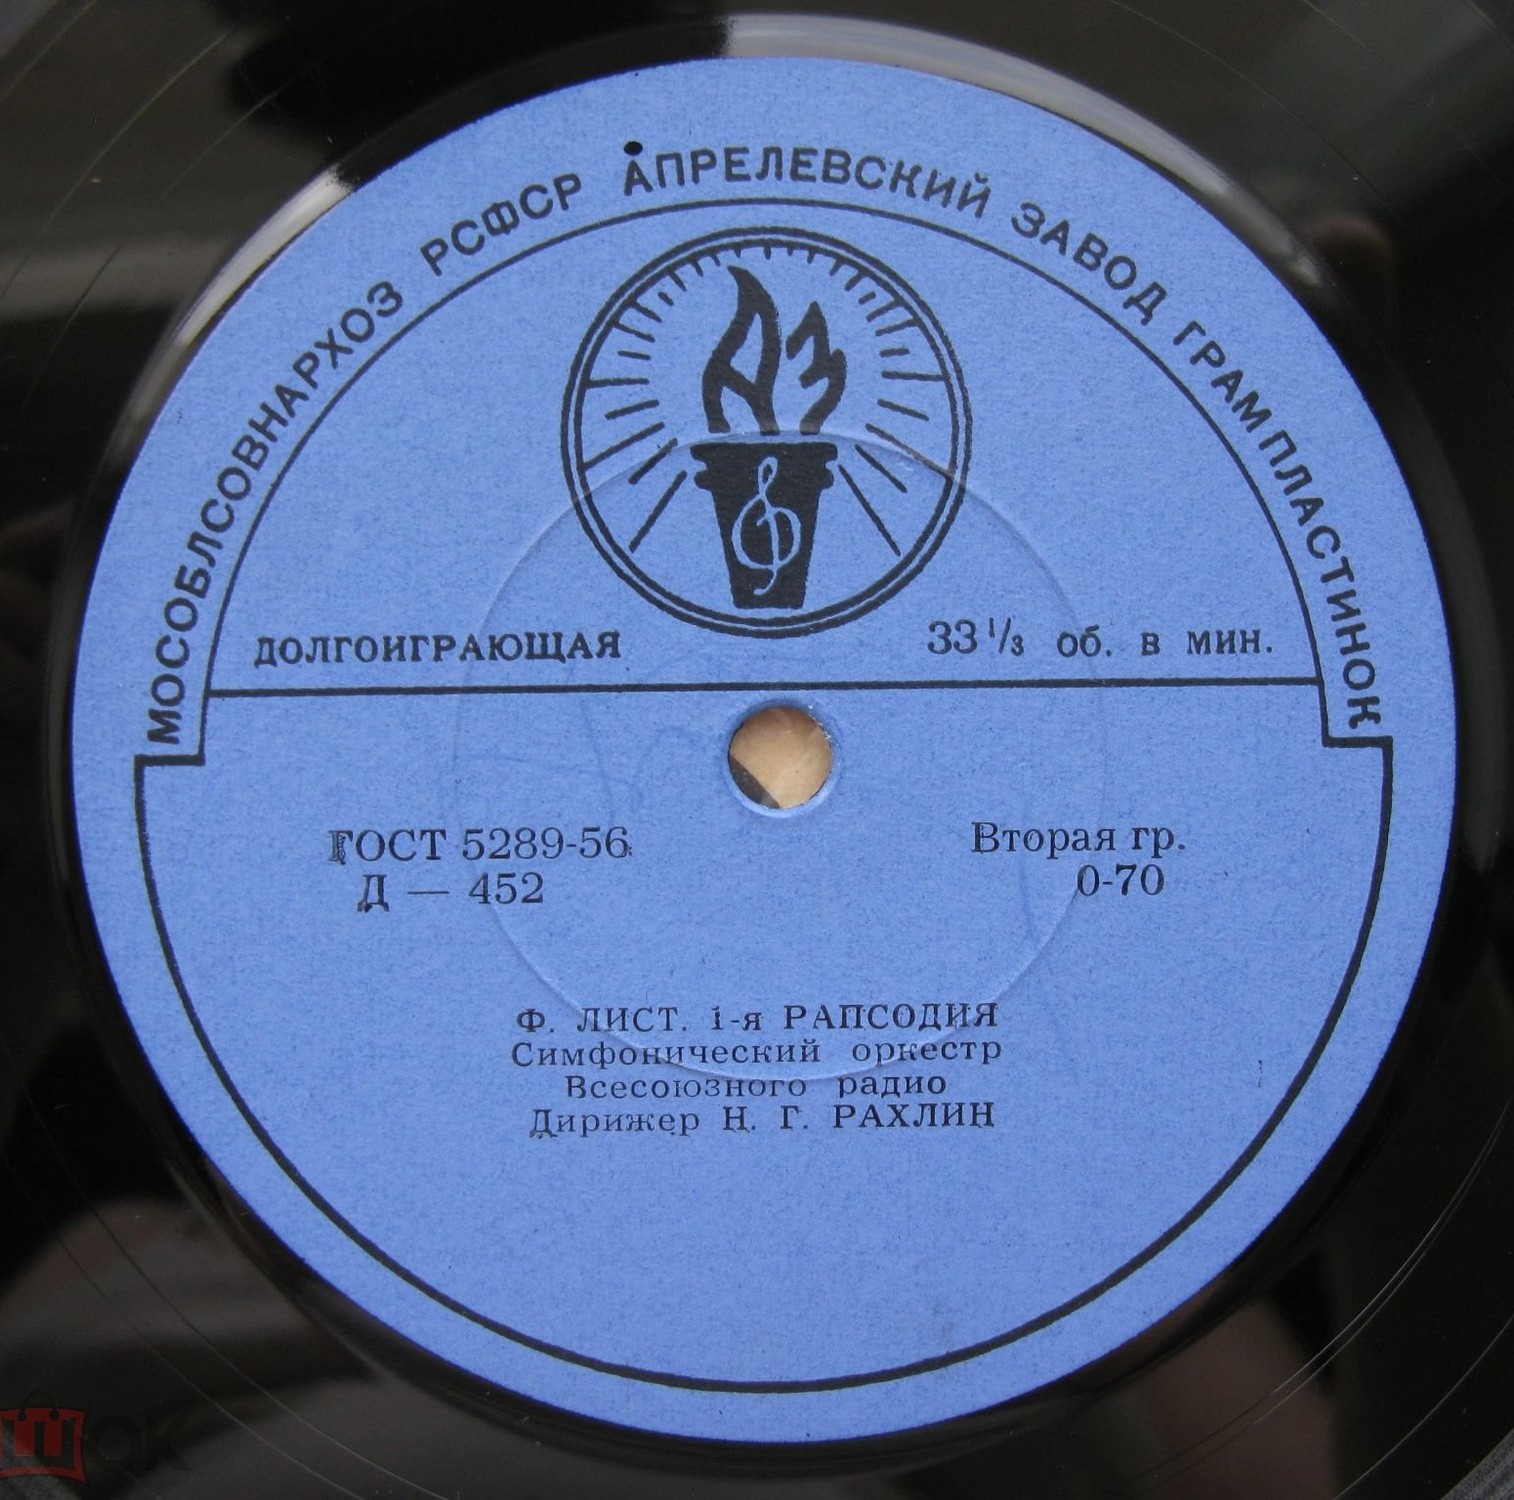 МОСОБЛСОВНАРХОЗ РСФСР АПРЕЛЕВСКИЙ ЗАВОД ГРАМПЛАСТИНОК
АЗ
ДОЛГОИГРАЮЩАЯ
33 1/3 об. в мин.
ГОСТ 5289-56
Д — 452
Вторая гр.
0-70
Ф. ЛИСТ. 1-я РАПСОДИЯ
Симфонический оркестр
Всесоюзного радио
Дирижер Н. Г. РАХЛИН